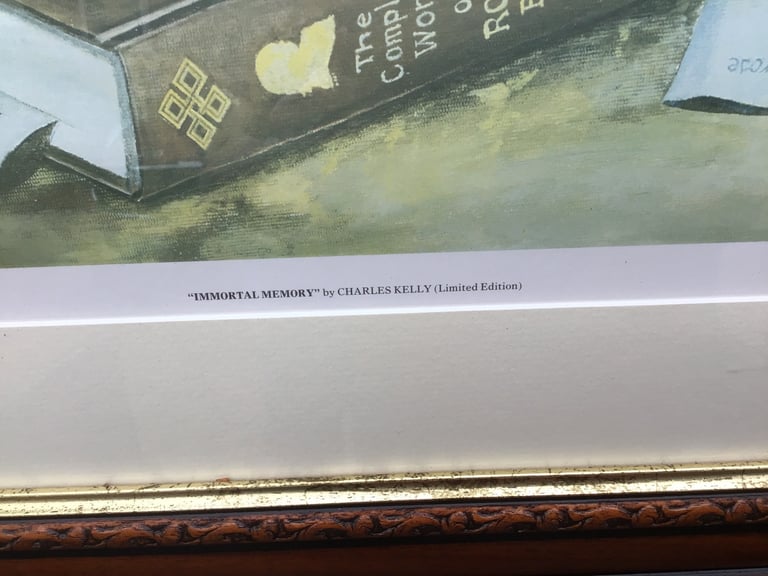 The
Compl
Wor
o
RO
B
"IMMORTAL MEMORY" by CHARLES KELLY (Limited Edition)